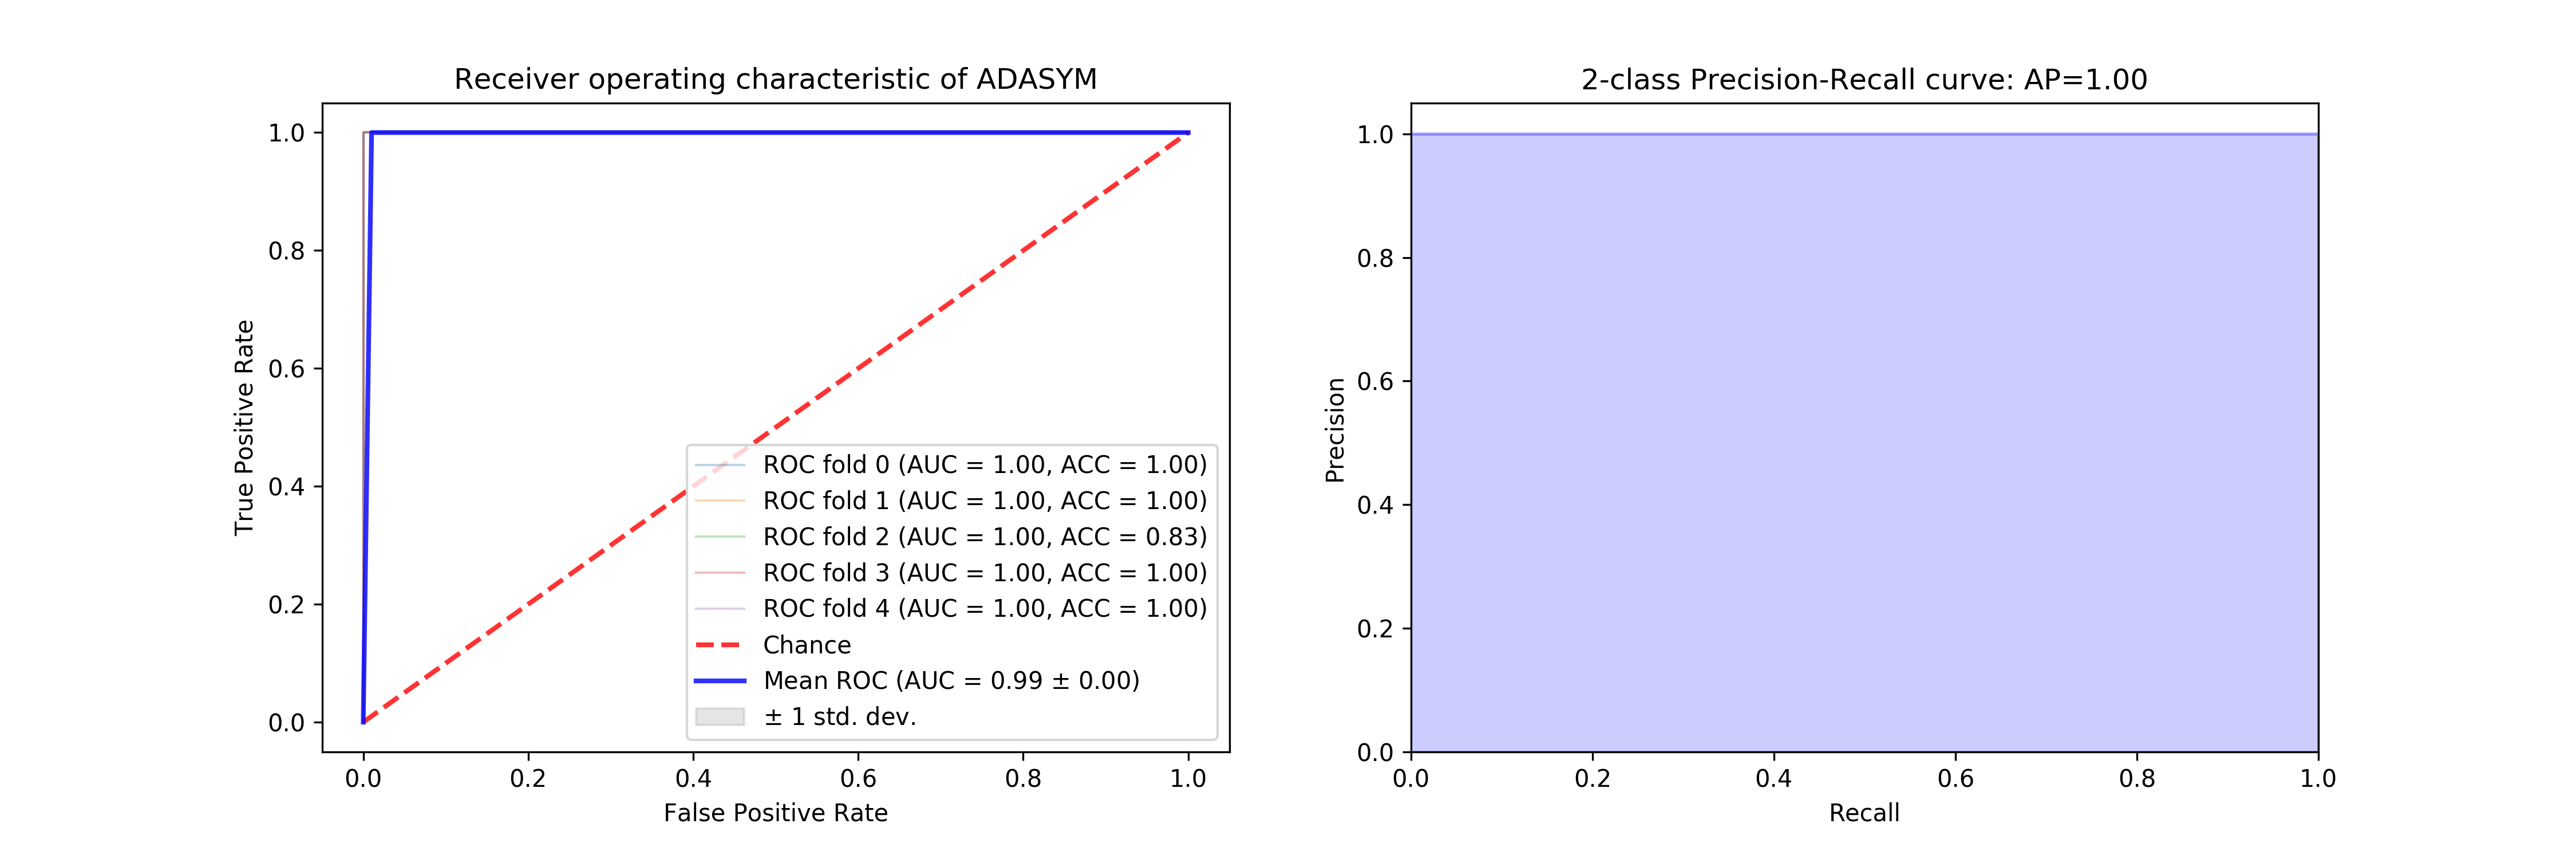 Receiver operating characteristic of ADASYM
True Positive Rate
1.0
0.8
0.6
0.4
0.2
0.0
ROC fold 0 (AUC = 1.00, ACC = 1.00)
ROC fold 1 (AUC = 1.00, ACC = 1.00)
ROC fold 2 (AUC = 1.00, ACC = 0.83)
ROC fold 3 (AUC = 1.00, ACC = 1.00)
ROC fold 4 (AUC = 1.00, ACC = 1.00)
Chance
Mean ROC (AUC = 0.99 ± 0.00)
± 1 std. dev.
0.0 0.2 0.4 0.6 0.8 1.0
False Positive Rate
2-class Precision-Recall curve: AP=1.00
Precision
1.0
0.8
0.6
0.4
0.2
0.0
0.0 0.2 0.4 0.6 0.8 1.0
Recall